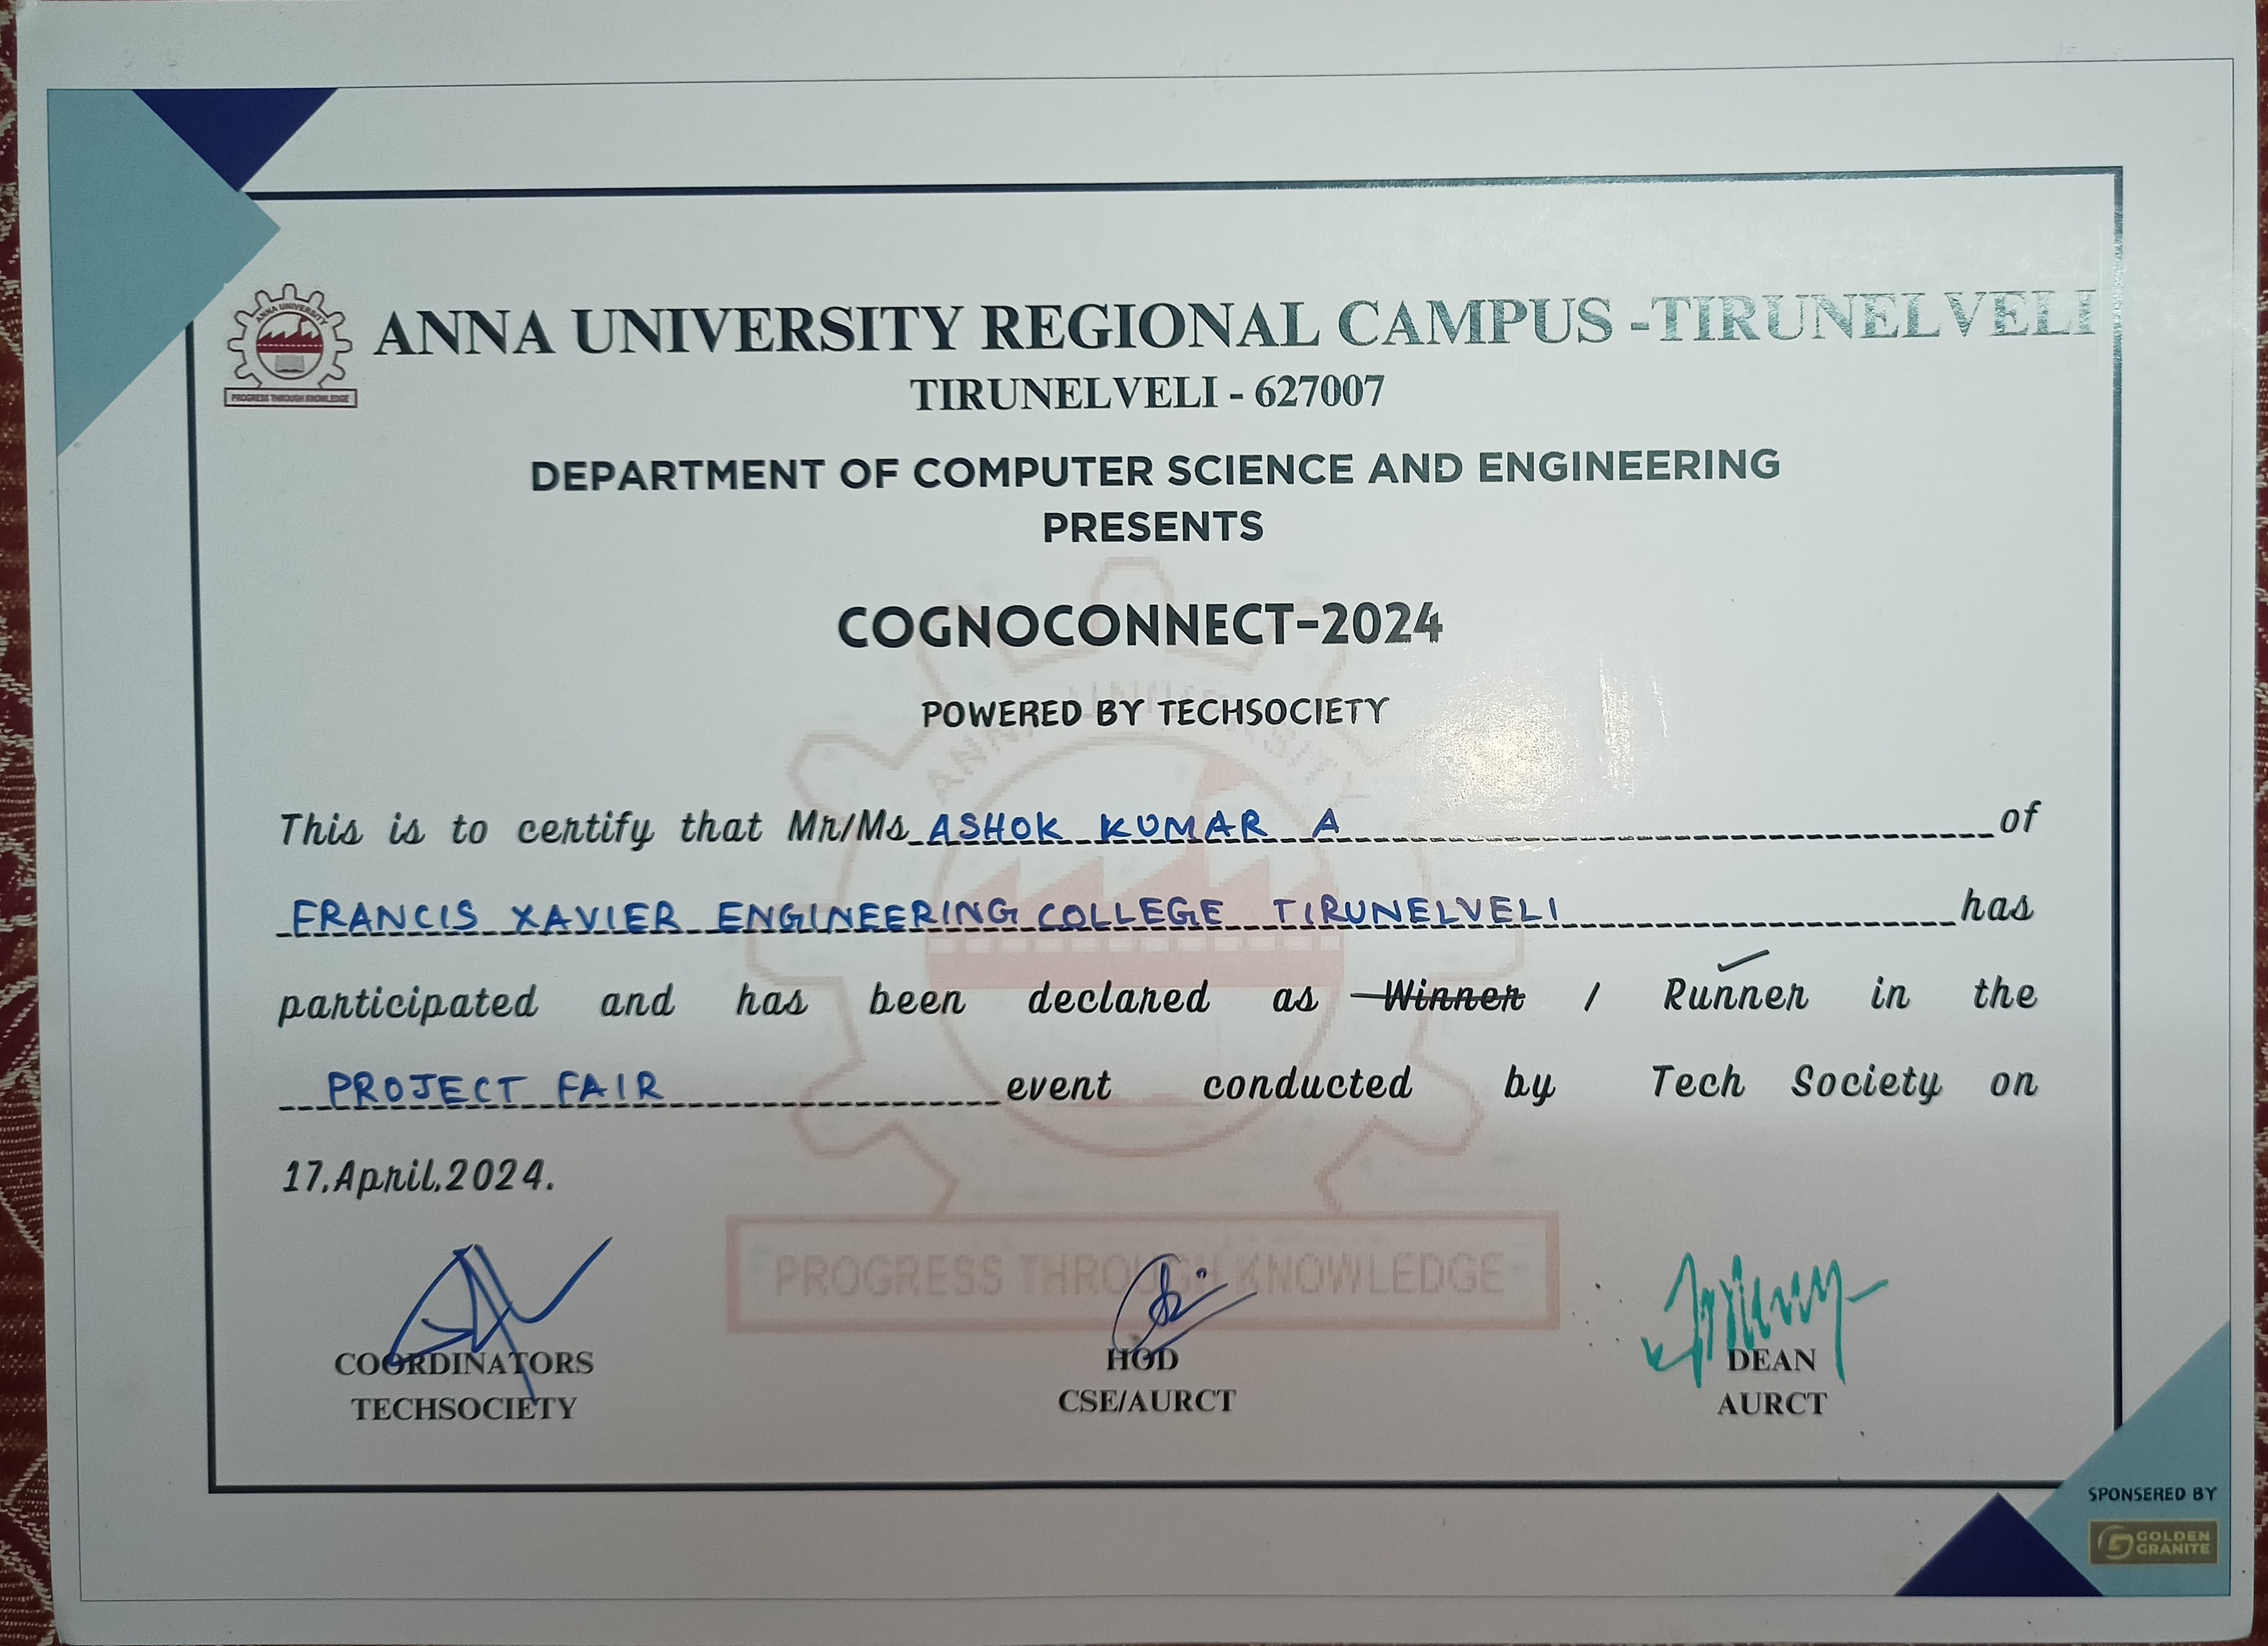 ANNA UNIVERSITY
PROGRESS THROUGH KNOWLEDGE
ANNA UNIVERSITY REGIONAL CAMPUS -TIRUNELVELI
TIRUNELVELI - 627007
DEPARTMENT OF COMPUTER SCIENCE AND ENGINEERING
PRESENTS
COGNOCONNECT-2024
POWERED BY TECHSOCIETY
ANNA UNIVERSITY
This is to certify that Mr/Ms ASHOK KUMAR A of
FRANCIS XAVIER ENGINEERING COLLEGE TIRUNELVELI has
participated and has been declared as Winner / Runner in the
PROJECT FAIR event conducted by Tech Society on
17.April.2024.
PROGRESS THROUGH KNOWLEDGE
COORDINATORS HOD DEAN
TECHSOCIETY CSE/AURCT AURCT
SPONSERED BY
GOLDEN
GRANITE